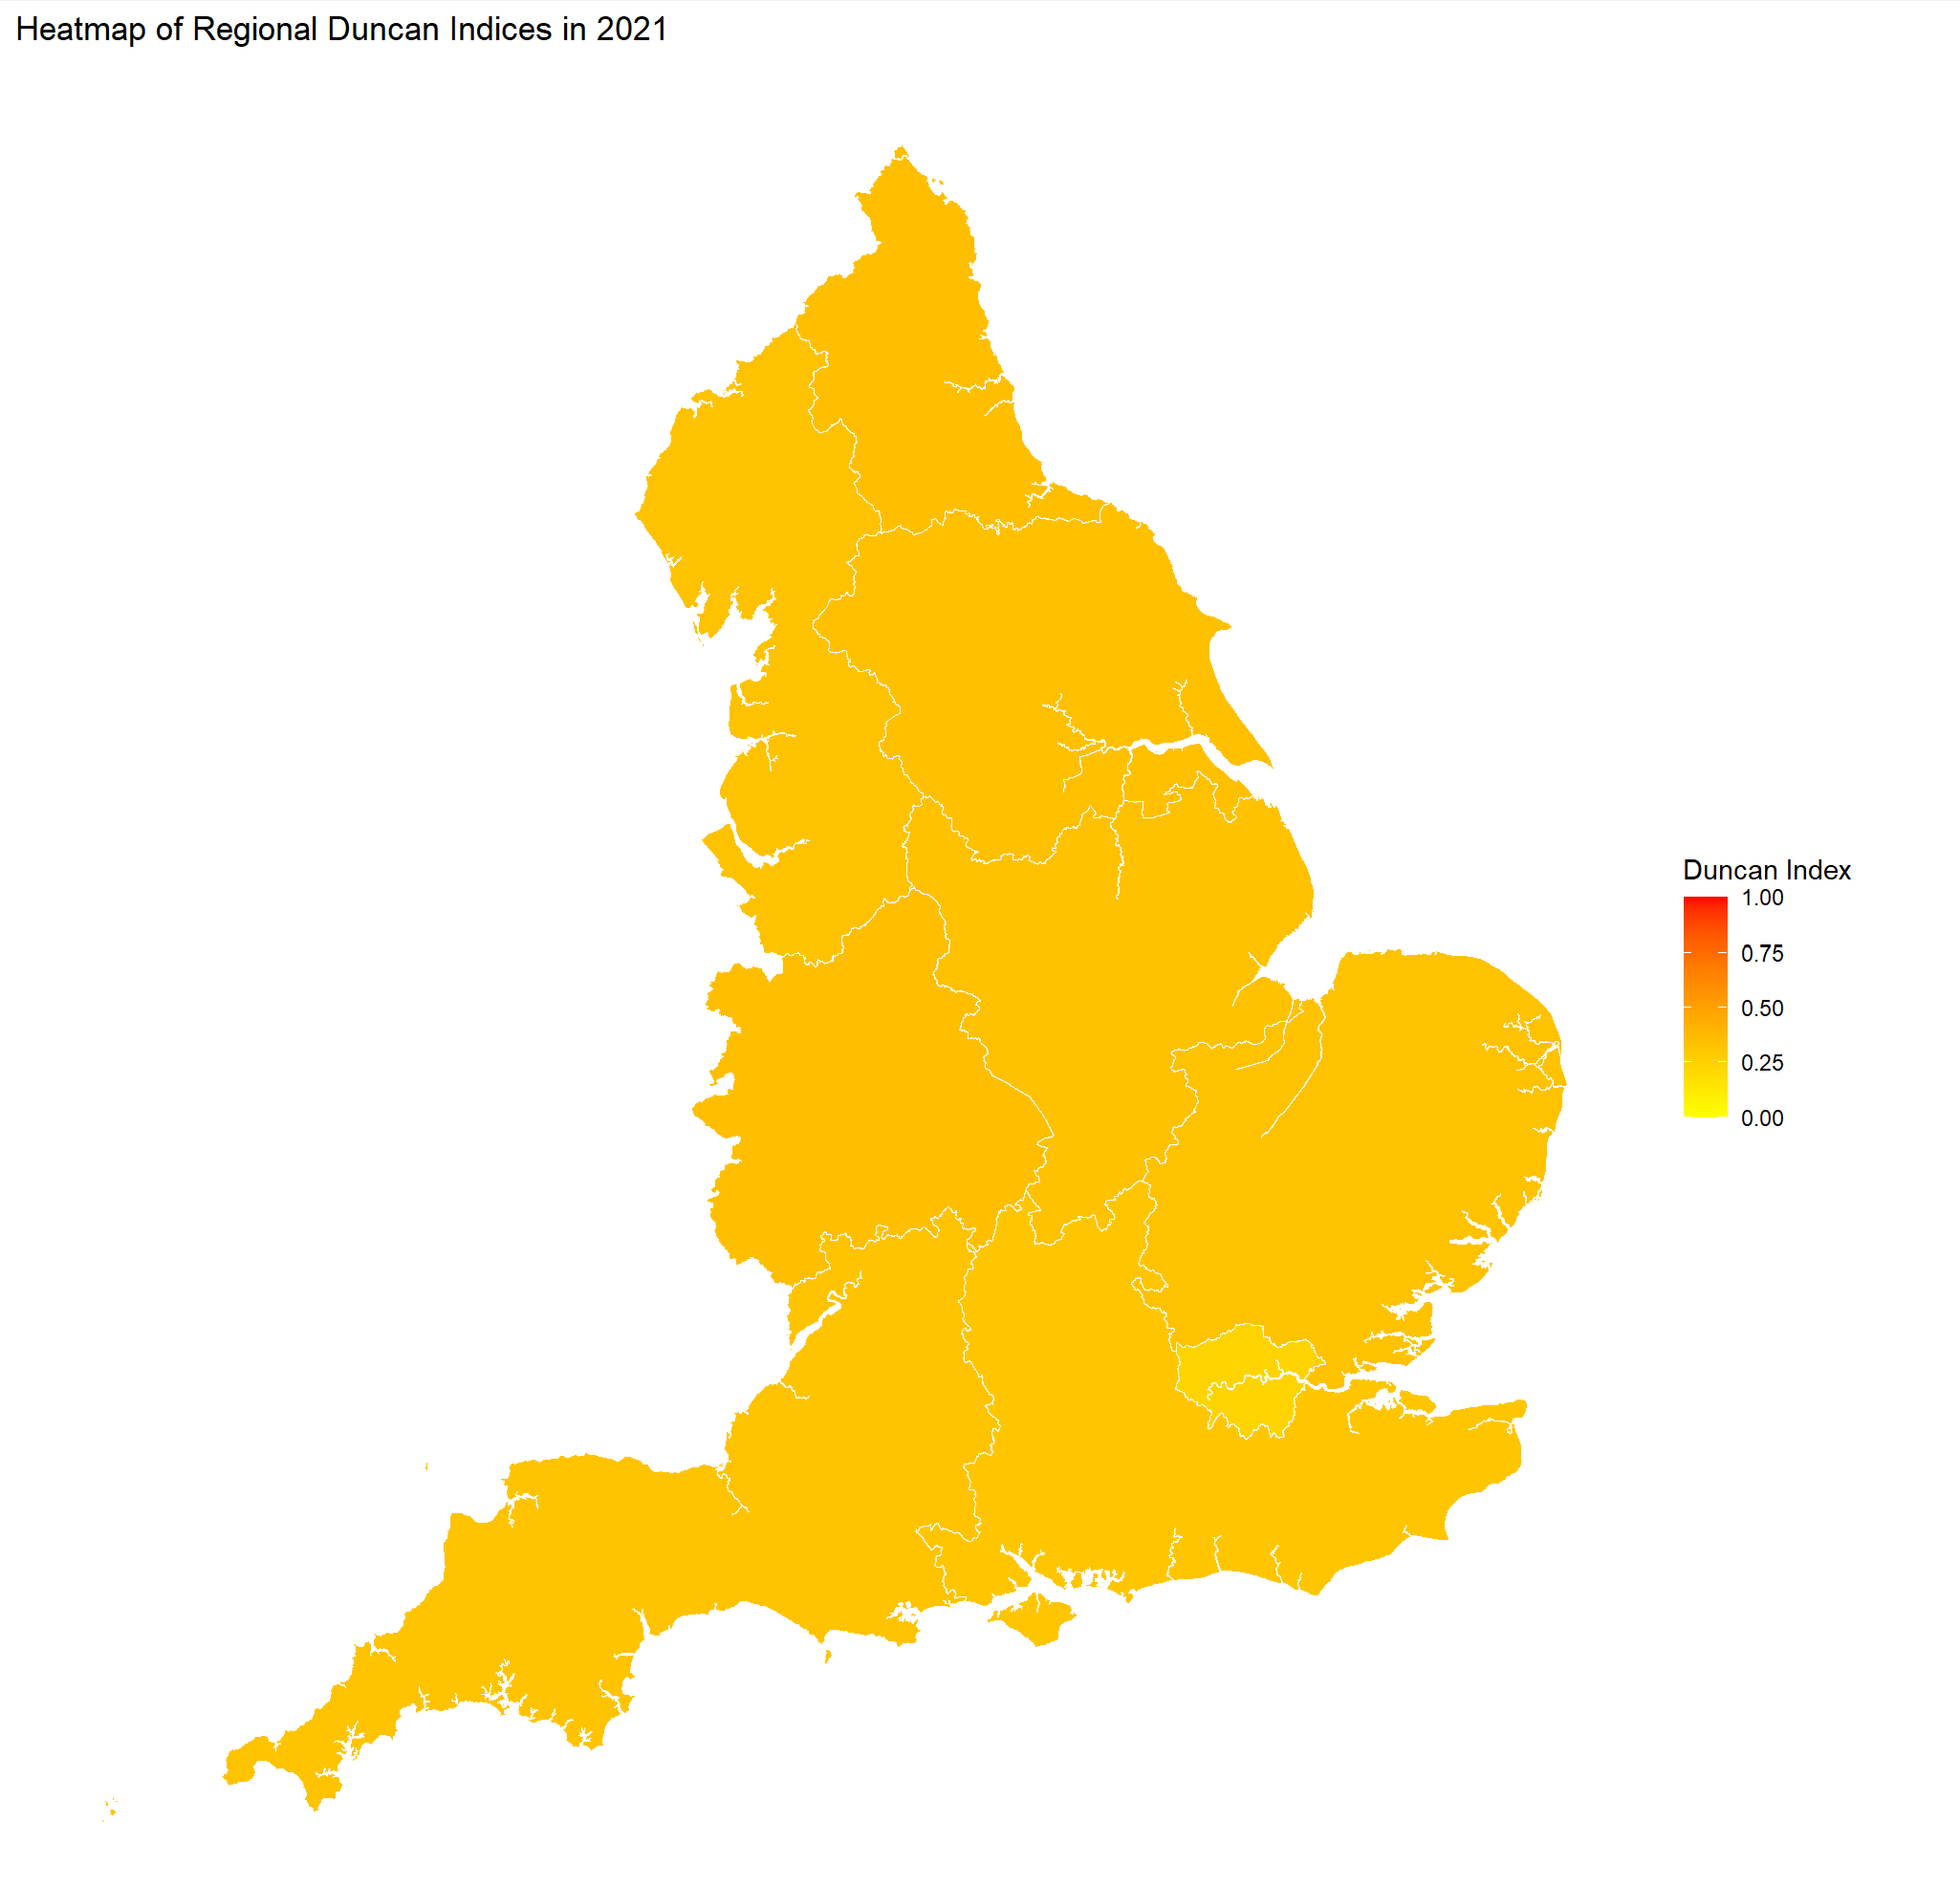 Heatmap of Regional Duncan Indices in 2021
Duncan Index
1.00
0.75
0.50
0.25
0.00